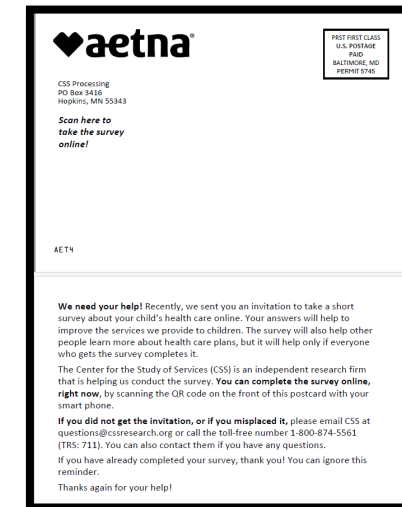 aetna
PRST FIRST CLASS
U.S. POSTAGE
PAID
BALTIMORE, MD
PERMIT 5745
CSS Processing
PO Box 3416
Hopkins, MN 55343
Scan here to
take the survey
online!
AET4
We need your help! Recently, we sent you an invitation to take a short
survey about your child's health care online. Your answers will help to
improve the services we provide to children. The survey will also help other
people learn more about health care plans, but it will help only if everyone
who gets the survey completes it.
The Center for the Study of Services (CSS) is an independent research firm
that is helping us conduct the survey. You can complete the survey online,
right now, by scanning the QR code on the front of this postcard with your
smart phone.
If you did not get the invitation, or if you misplaced it, please email CSS at
questions@cssresearch.org or call the toll-free number 1-800-874-5561
(TRS: 711). You can also contact them if you have any questions.
If you have already completed your survey, thank you! You can ignore this
reminder.
Thanks again for your help!